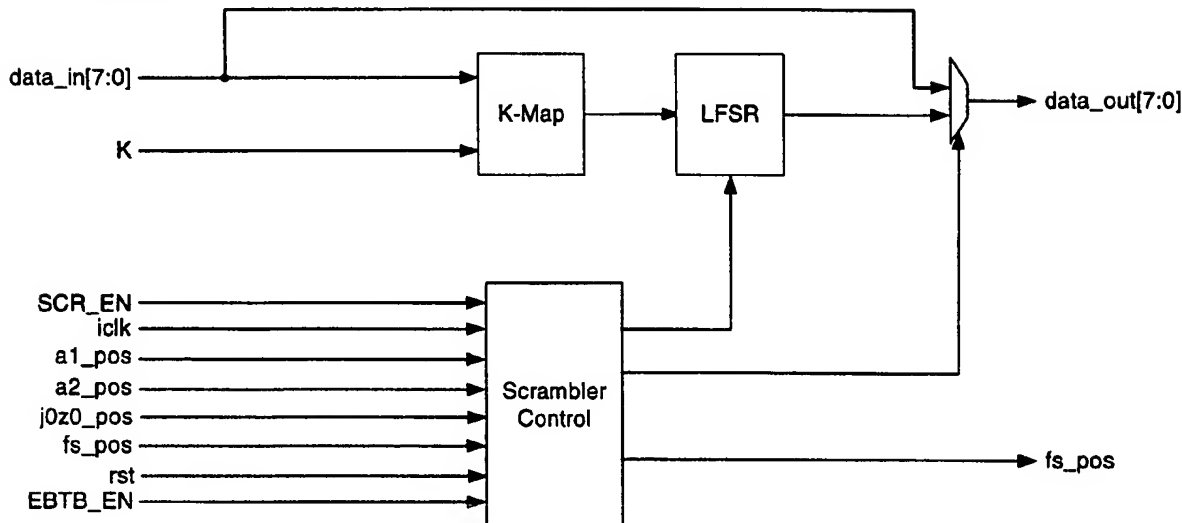 data_in[7:0]
K-Map
LFSR
data_out[7:0]
K
SCR_EN
iclk
a1_pos
a2_pos
j0z0_pos
fs_pos
rst
EBTB_EN
Scrambler
Control
fs_pos